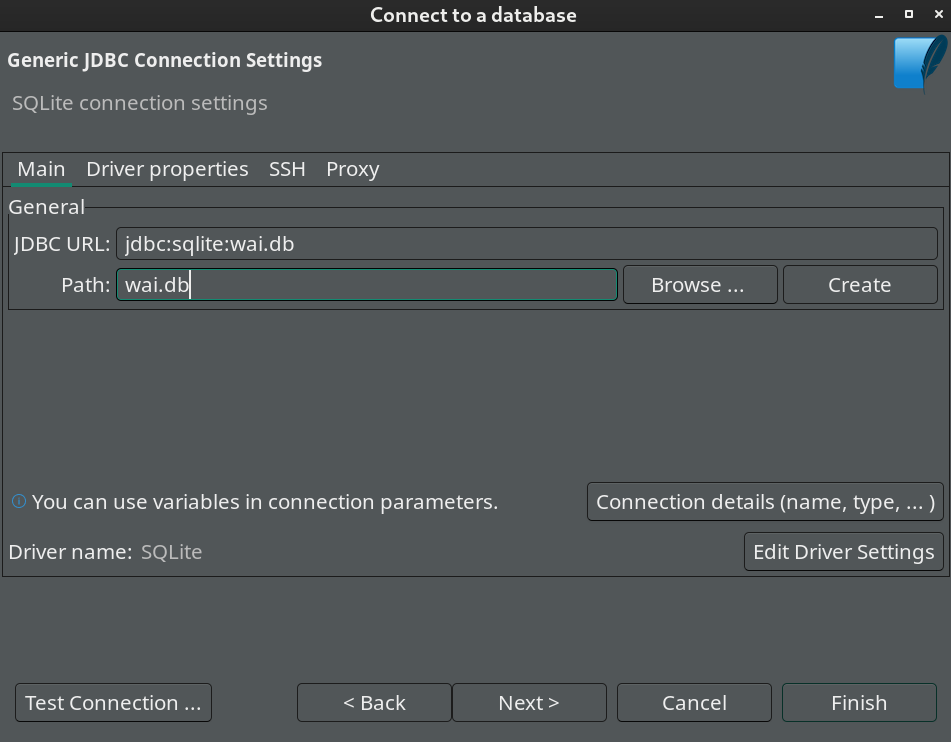 Connect to a database
Generic JDBC Connection Settings
SQLite connection settings
Main Driver properties SSH Proxy
General
JDBC URL: jdbc:sqlite:wai.db
Path: wai.db Browse ... Create
You can use variables in connection parameters. Connection details (name, type, ... )
Driver name: SQLite Edit Driver Settings
Test Connection ... < Back Next > Cancel Finish